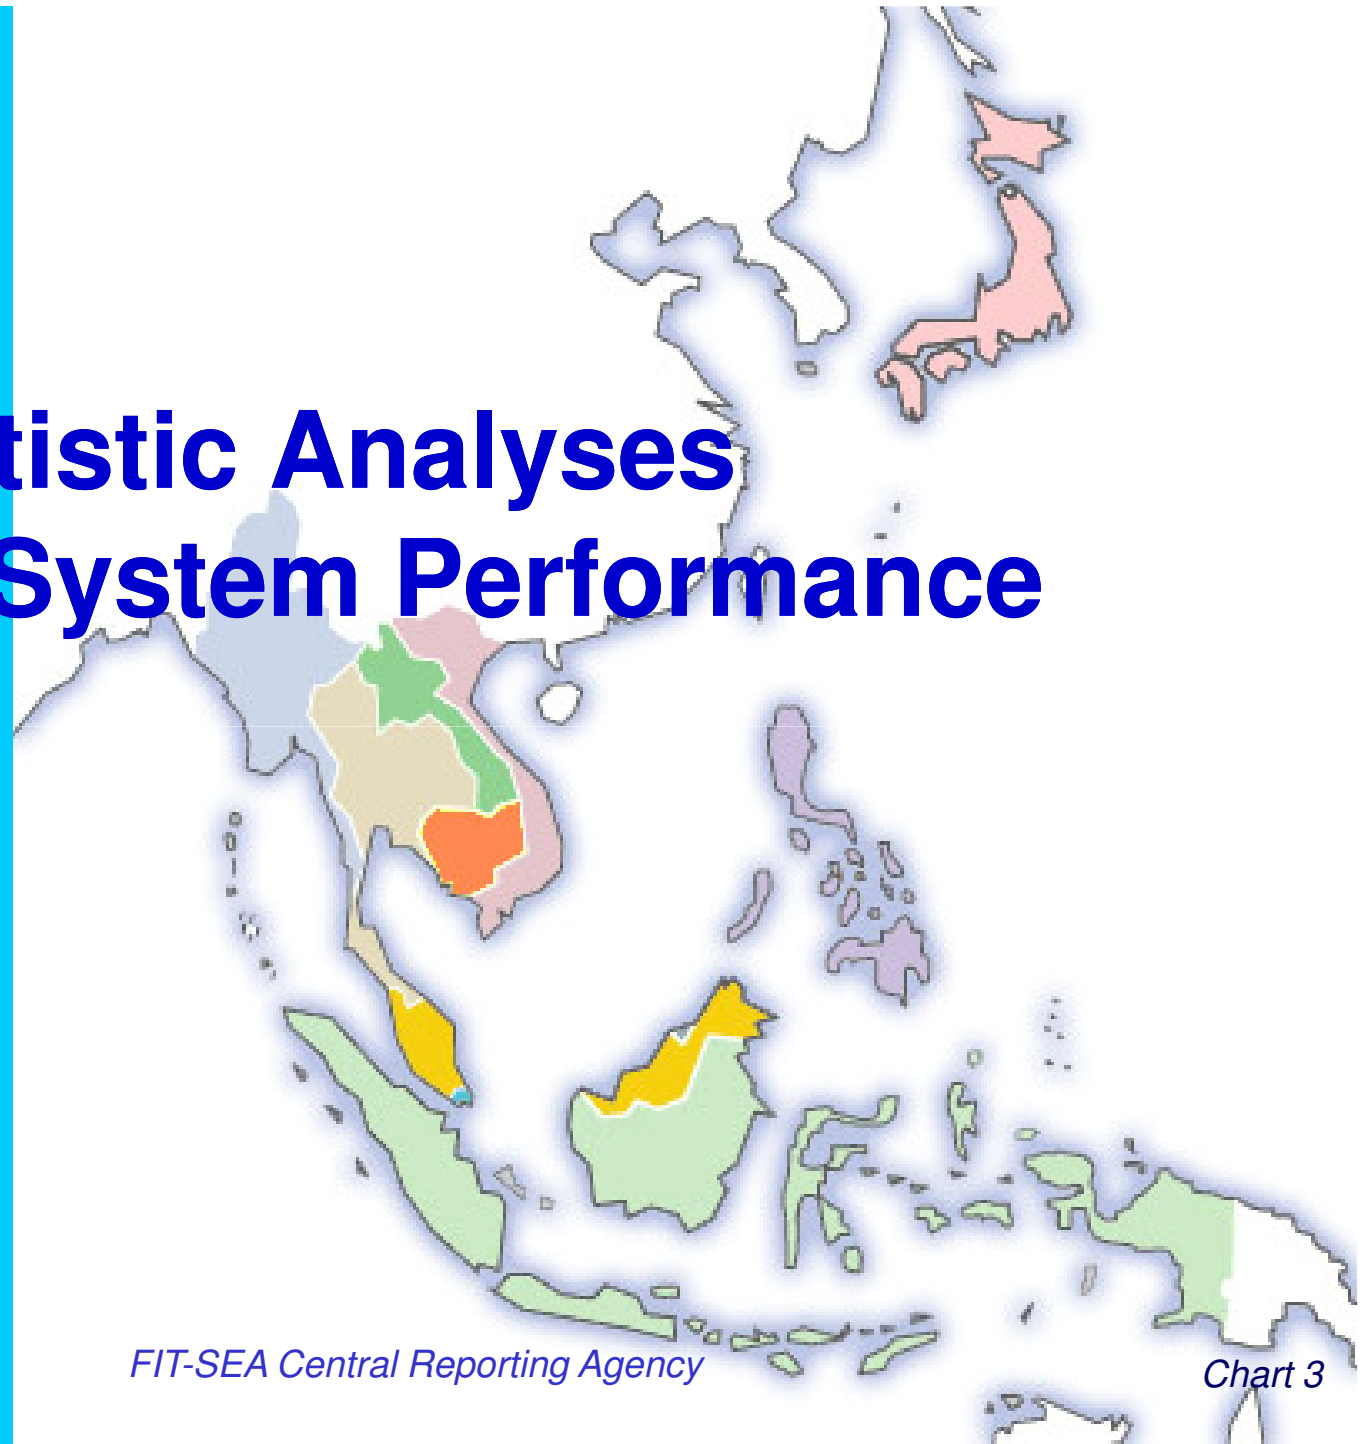 tistic Analyses
System Performance
FIT-SEA Central Reporting Agency
Chart 3